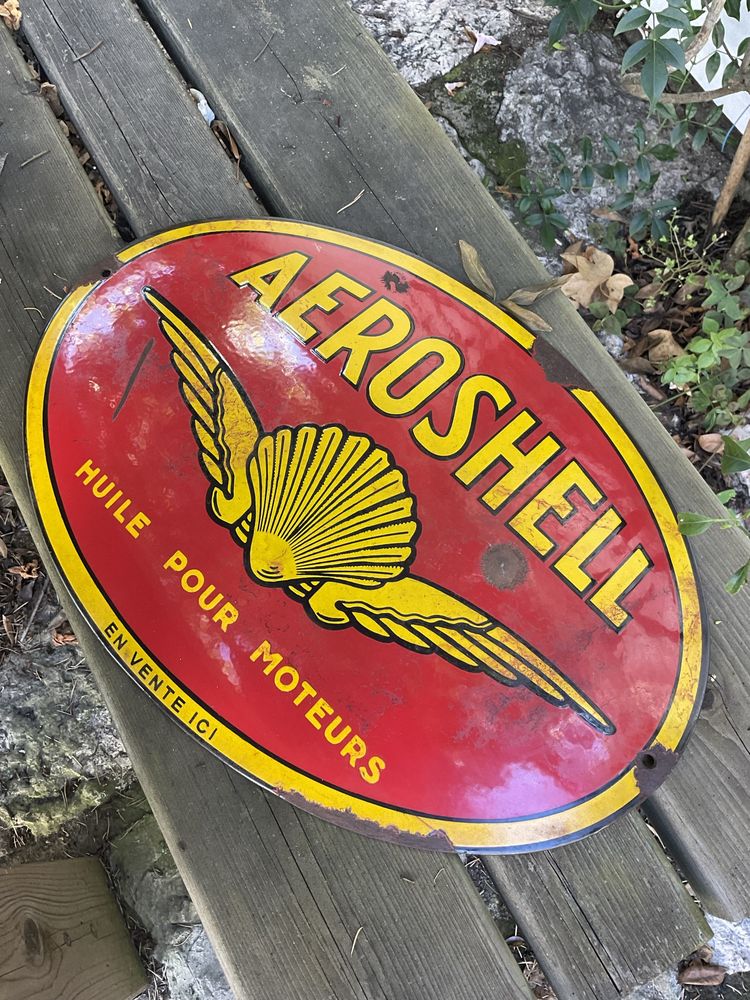 AEROSHELL
HUILE POUR MOTEURS
EN VENTE ICI